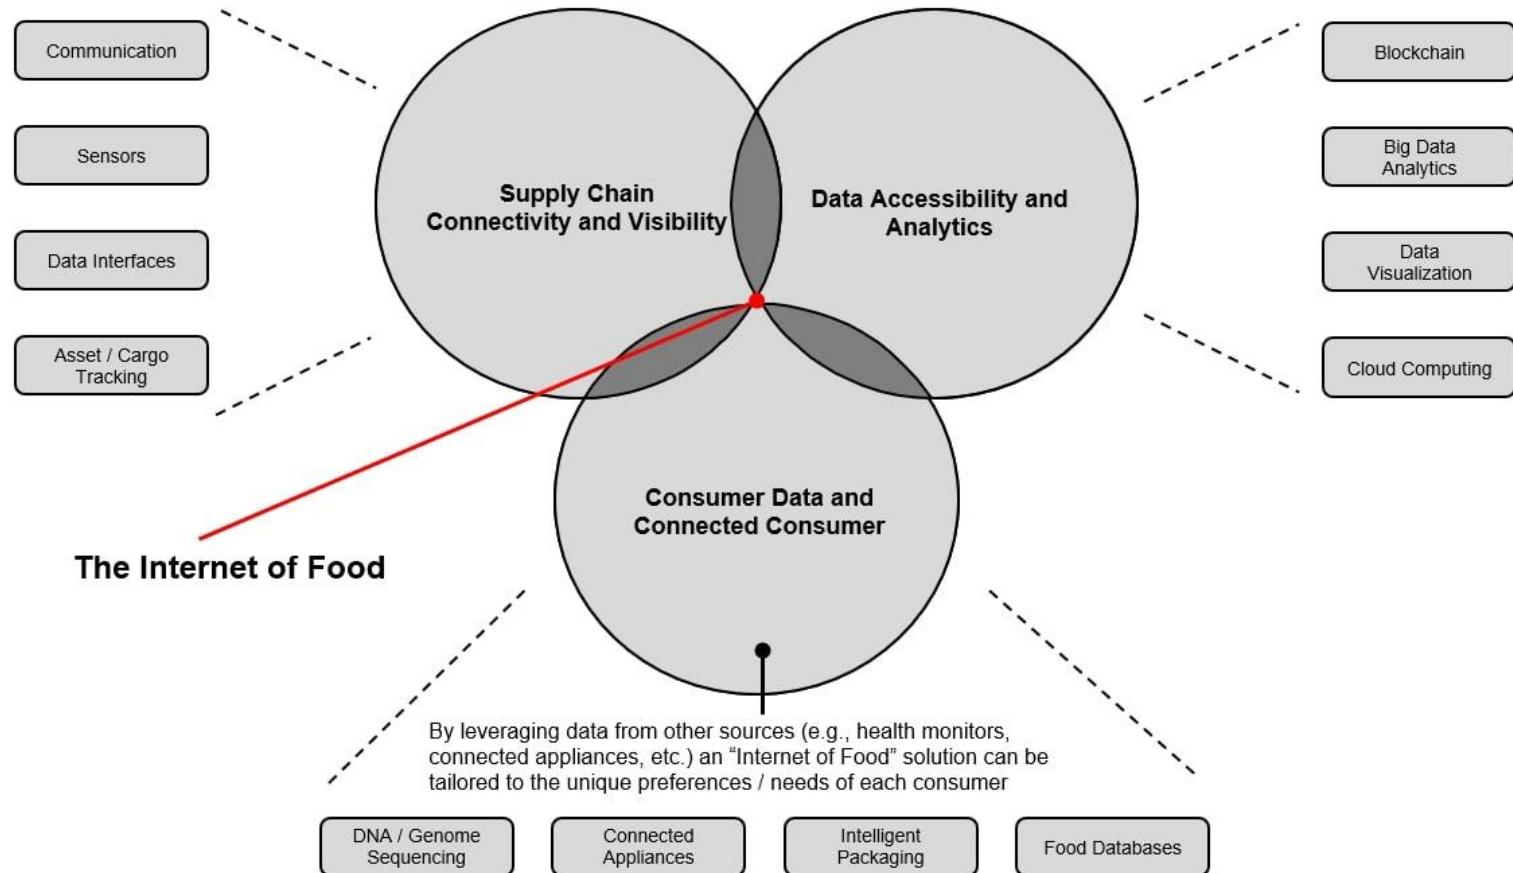 Communication
Sensors
Data Interfaces
Asset / Cargo
Tracking
Supply Chain
Connectivity and Visibility
Data Accessibility and
Analytics
Blockchain
Big Data
Analytics
Data
Visualization
Cloud Computing
Consumer Data and
Connected Consumer
The Internet of Food
By leveraging data from other sources (e.g., health monitors,
connected appliances, etc.) an “Internet of Food” solution can be
tailored to the unique preferences / needs of each consumer
DNA / Genome
Sequencing
Connected
Appliances
Intelligent
Packaging
Food Databases